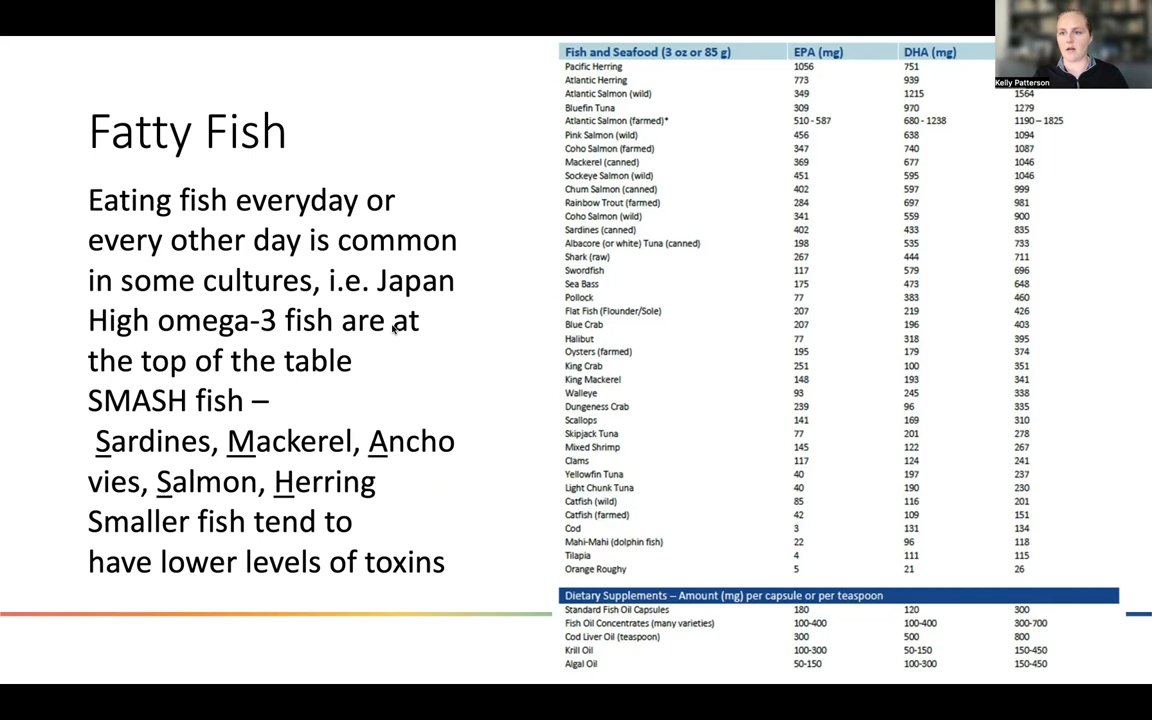 Fatty Fish
Eating fish everyday or
every other day is common
in some cultures, i.e. Japan
High omega-3 fish are at
the top of the table
SMASH fish –
Sardines, Mackerel, Ancho
vies, Salmon, Herring
Smaller fish tend to
have lower levels of toxins
Fish and Seafood (3 oz or 85 g) EPA (mg) DHA (mg)
Pacific Herring 1056 751
Atlantic Herring 773 939
Atlantic Salmon (wild) 349 1215 1564
Bluefin Tuna 309 970 1279
Atlantic Salmon (farmed)* 510 - 587 680 - 1238 1190 – 1825
Pink Salmon (wild) 456 638 1094
Coho Salmon (farmed) 347 740 1087
Mackerel (canned) 369 677 1046
Sockeye Salmon (wild) 451 595 1046
Chum Salmon (canned) 402 597 999
Rainbow Trout (farmed) 284 697 981
Coho Salmon (wild) 341 559 900
Sardines (canned) 402 433 835
Albacore (or white) Tuna (canned) 198 535 733
Shark (raw) 267 444 711
Swordfish 117 579 696
Sea Bass 175 473 648
Pollock 77 383 460
Flat Fish (Flounder/Sole) 207 219 426
Blue Crab 207 196 403
Halibut 77 318 395
Oysters (farmed) 195 179 374
King Crab 251 100 351
King Mackerel 148 193 341
Walleye 93 245 338
Dungeness Crab 239 96 335
Scallops 141 169 310
Skipjack Tuna 77 201 278
Mixed Shrimp 145 122 267
Clams 117 124 241
Yellowfin Tuna 40 197 237
Light Chunk Tuna 40 190 230
Catfish (wild) 85 116 201
Catfish (farmed) 42 109 151
Cod 3 131 134
Mahi-Mahi (dolphin fish) 22 96 118
Tilapia 4 111 115
Orange Roughy 5 21 26
Dietary Supplements – Amount (mg) per capsule or per teaspoon
Standard Fish Oil Capsules 180 120 300
Fish Oil Concentrates (many varieties) 100-400 100-400 300-700
Cod Liver Oil (teaspoon) 300 500 800
Krill Oil 100-300 50-150 150-450
Algal Oil 50-150 100-300 150-450
Kelly Patterson